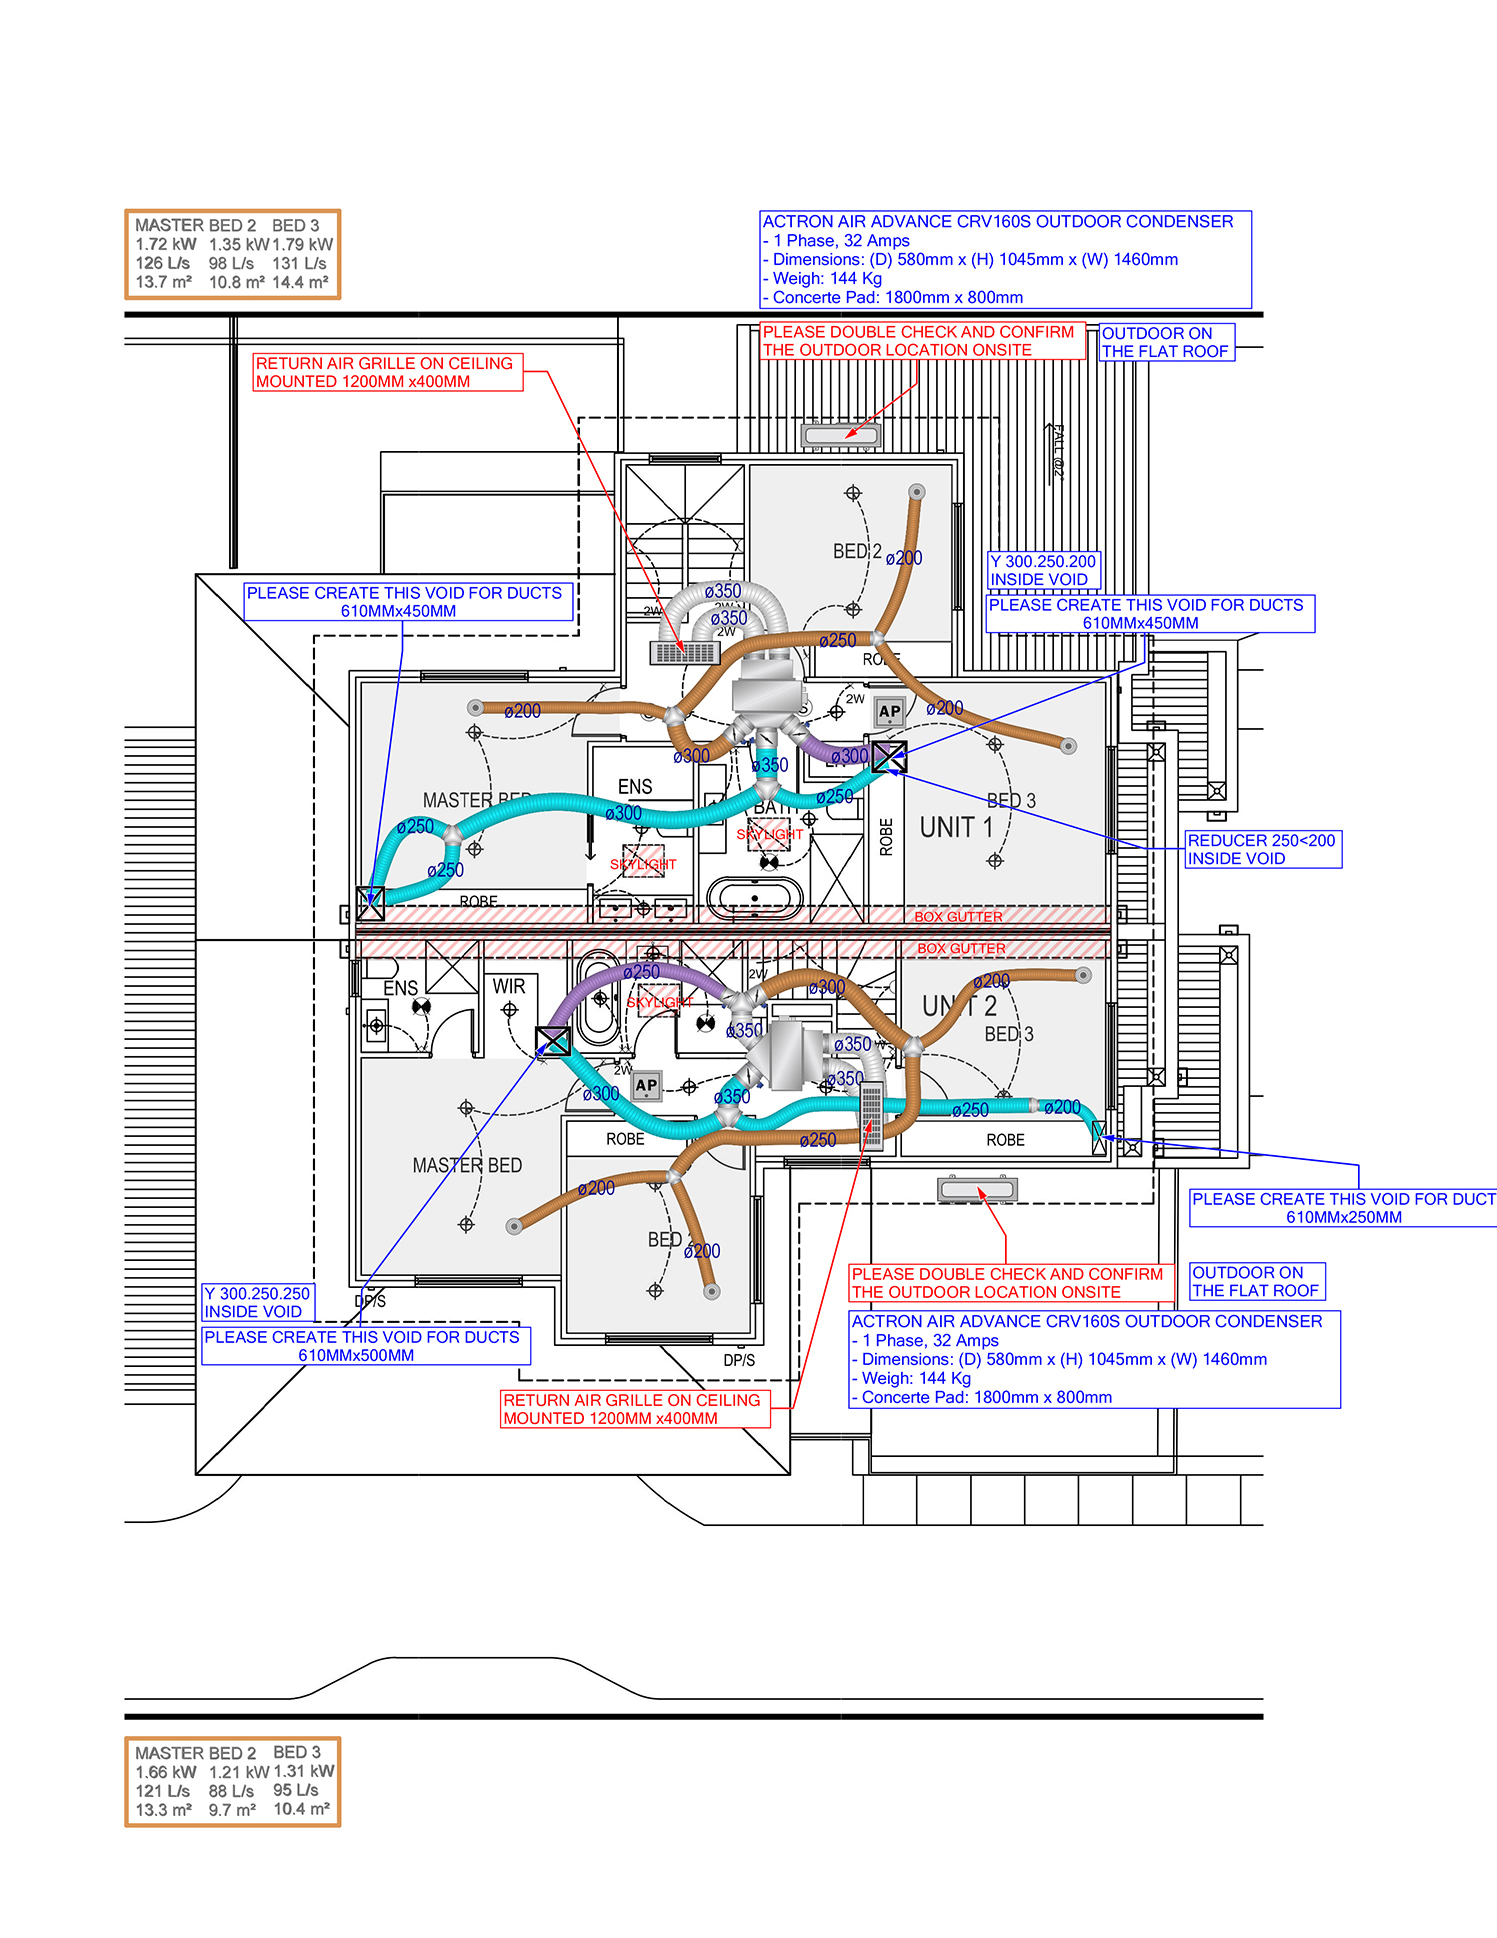 MASTER BED 2 BED 3
1.72 kW 1.35 kW 1.79 kW
126 L/s 98 L/s 131 L/s
13.7 m² 10.8 m² 14.4 m²
ACTRON AIR ADVANCE CRV160S OUTDOOR CONDENSER
- 1 Phase, 32 Amps
- Dimensions: (D) 580mm x (H) 1045mm x (W) 1460mm
- Weigh: 144 Kg
- Concerte Pad: 1800mm x 800mm
PLEASE DOUBLE CHECK AND CONFIRM
THE OUTDOOR LOCATION ONSITE
OUTDOOR ON
THE FLAT ROOF
RETURN AIR GRILLE ON CEILING
MOUNTED 1200MM x400MM
FALL @2°
BED 2
ø200
Y 300.250.200
INSIDE VOID
PLEASE CREATE THIS VOID FOR DUCTS
610MMx450MM
PLEASE CREATE THIS VOID FOR DUCTS
610MMx450MM
ø350
2W
2W
ø350
2W
ø250
ROBE
2W
ø200
AP
ø200
ø300
ø350
ø300
ENS
MASTER BED
ø250
BED 3
ø300
BATH
UNIT 1
ø250
SKYLIGHT
ROBE
REDUCER 250<200
INSIDE VOID
SKYLIGHT
ø250
ROBE
BOX GUTTER
BOX GUTTER
ø250
2W
ø200
ENS
WIR
ø300
SKYLIGHT
UNIT 2
BED 3
ø350
ø350
2W
AP
ø350
ø300
ø350
ø250
ø200
ROBE
ø250
ROBE
MASTER BED
ø200
PLEASE CREATE THIS VOID FOR DUCT
610MMx250MM
BED 2
ø200
PLEASE DOUBLE CHECK AND CONFIRM
THE OUTDOOR LOCATION ONSITE
OUTDOOR ON
THE FLAT ROOF
Y 300.250.250
INSIDE VOID
DP/S
PLEASE CREATE THIS VOID FOR DUCTS
610MMx500MM
DP/S
ACTRON AIR ADVANCE CRV160S OUTDOOR CONDENSER
- 1 Phase, 32 Amps
- Dimensions: (D) 580mm x (H) 1045mm x (W) 1460mm
- Weigh: 144 Kg
- Concerte Pad: 1800mm x 800mm
RETURN AIR GRILLE ON CEILING
MOUNTED 1200MM x400MM
MASTER BED 2 BED 3
1.66 kW 1.21 kW 1.31 kW
121 L/s 88 L/s 95 L/s
13.3 m² 9.7 m² 10.4 m²